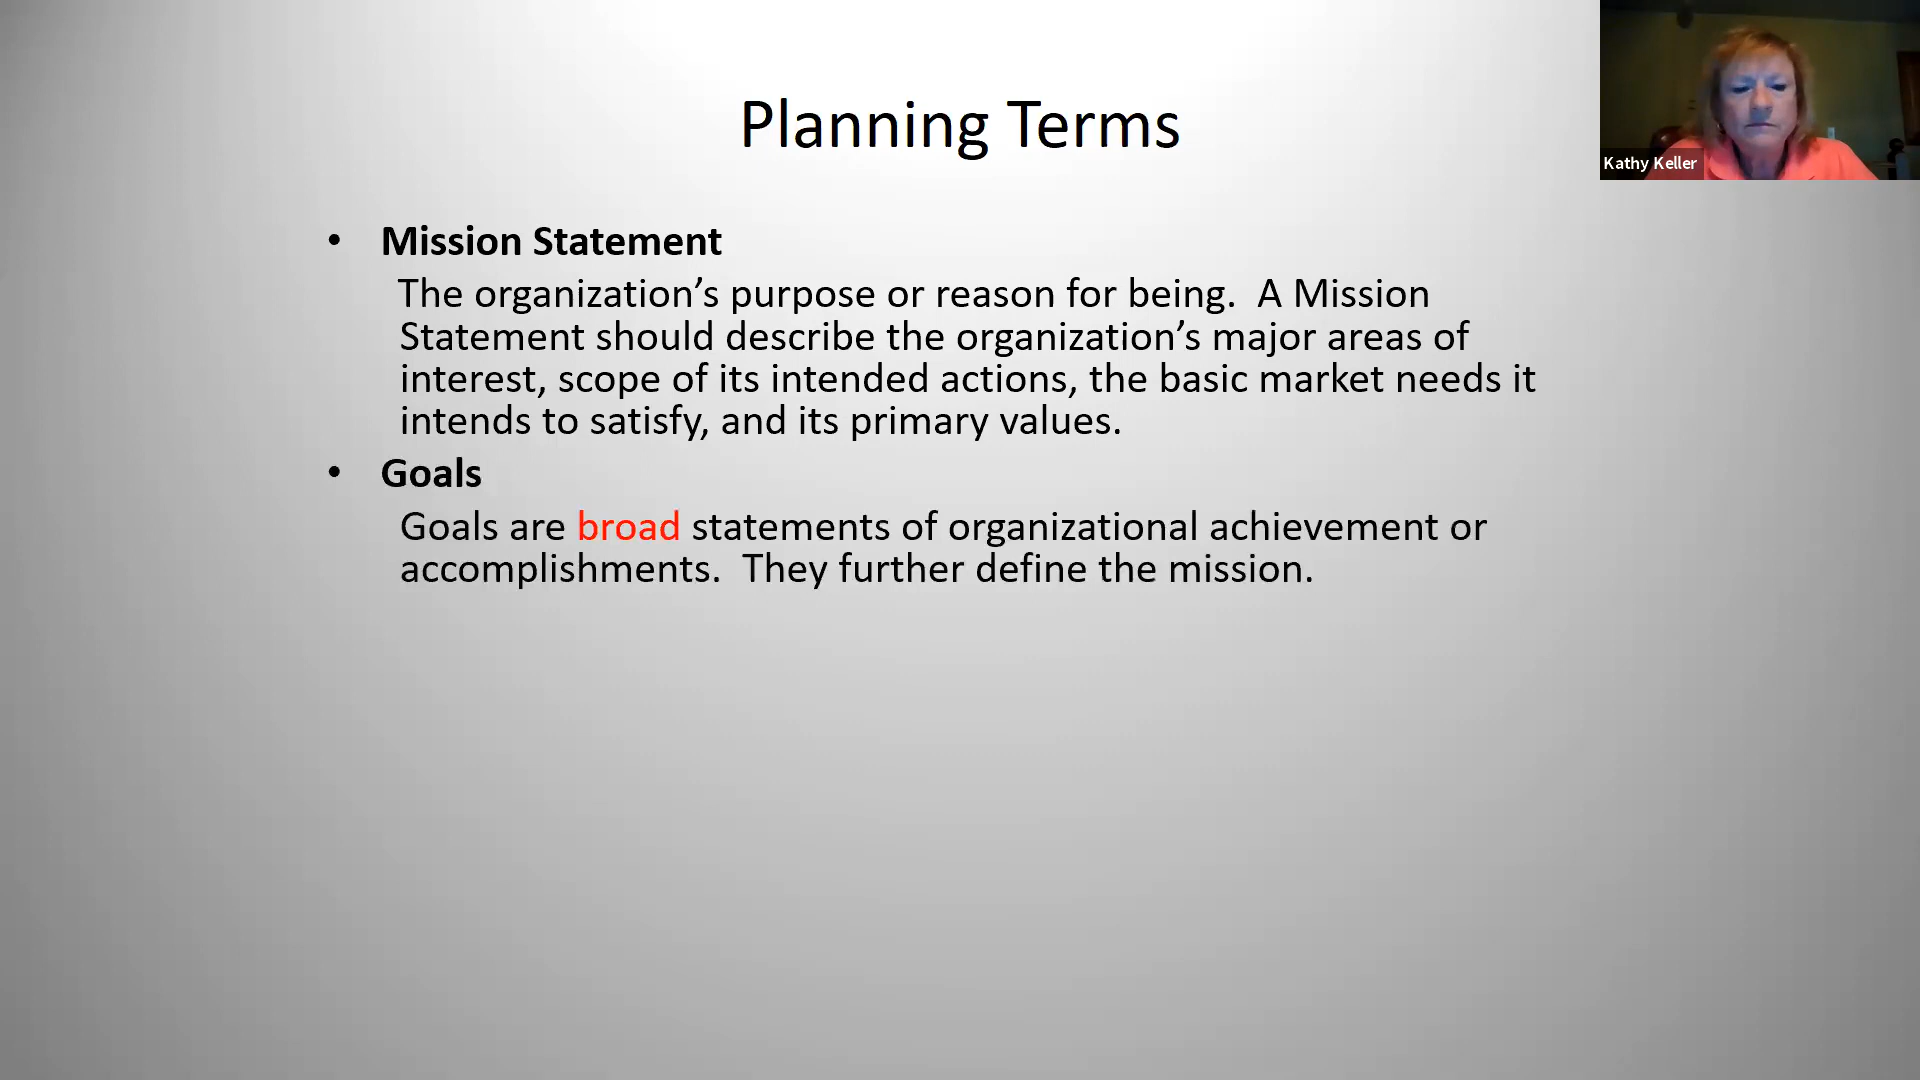 Planning Terms
Kathy Keller
• Mission Statement
The organization’s purpose or reason for being.  A Mission
Statement should describe the organization’s major areas of
interest, scope of its intended actions, the basic market needs it
intends to satisfy, and its primary values.
• Goals
Goals are broad statements of organizational achievement or
accomplishments.  They further define the mission.